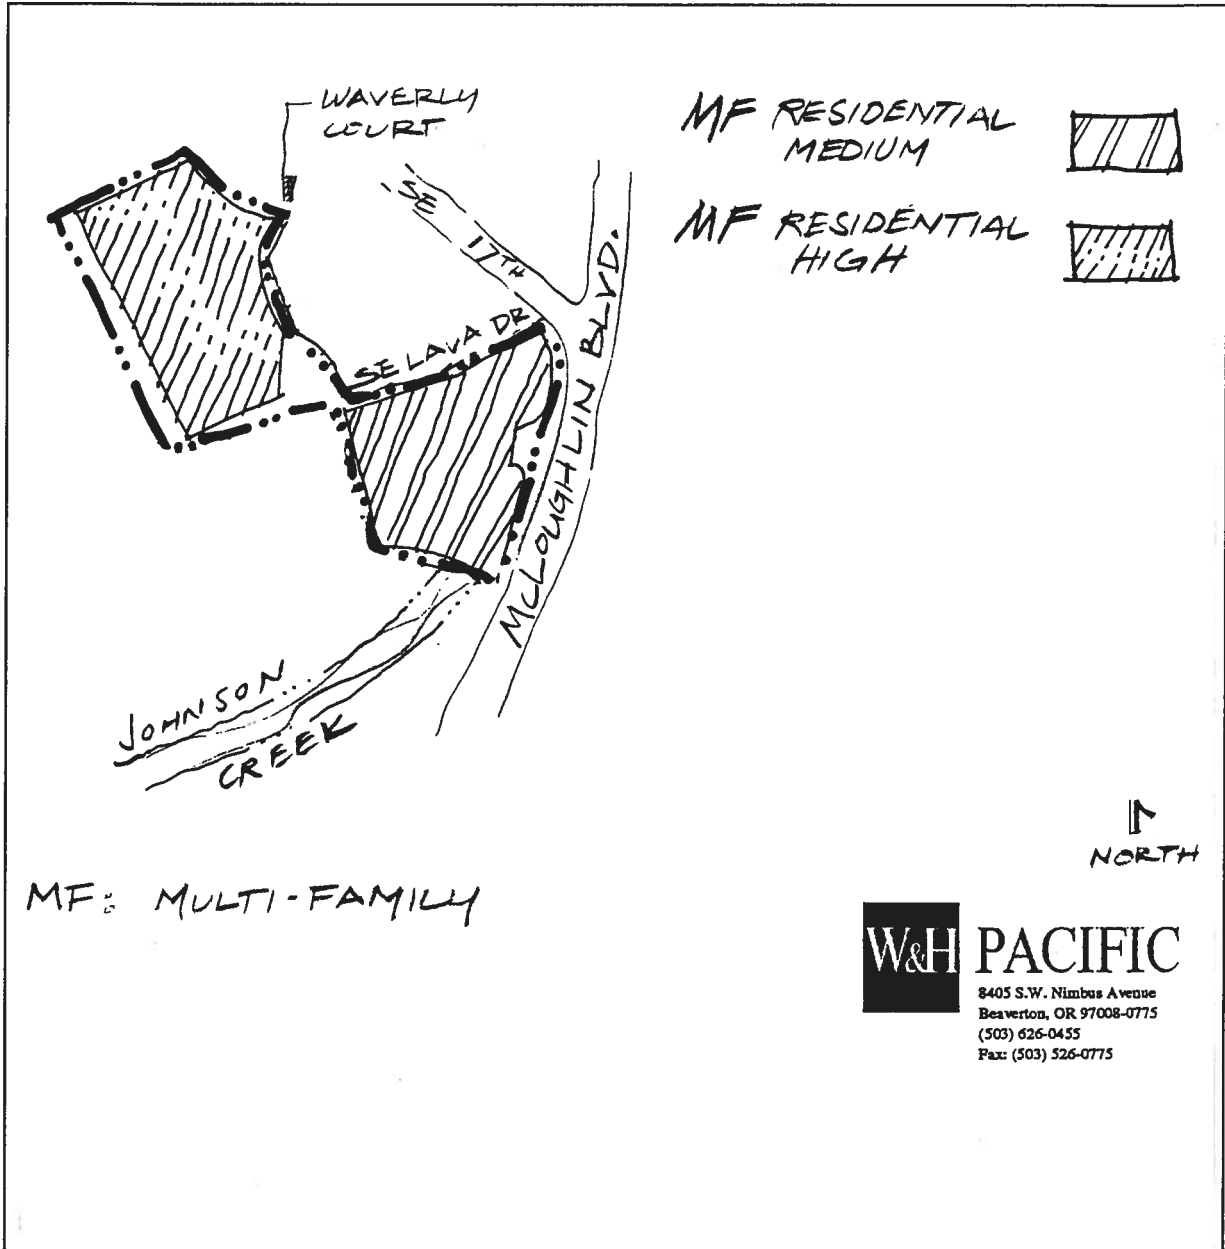 WAVERLY
COURT
MF RESIDENTIAL
MEDIUM
MF RESIDENTIAL
HIGH
SE 17TH
SE LAVA DR
McLOUGHLIN BLVD.
JOHNSON
CREEK
NORTH
MF: MULTI-FAMILY
W&H PACIFIC
8405 S.W. Nimbus Avenue
Beaverton, OR 97008-0775
(503) 626-0455
Fax: (503) 526-0775